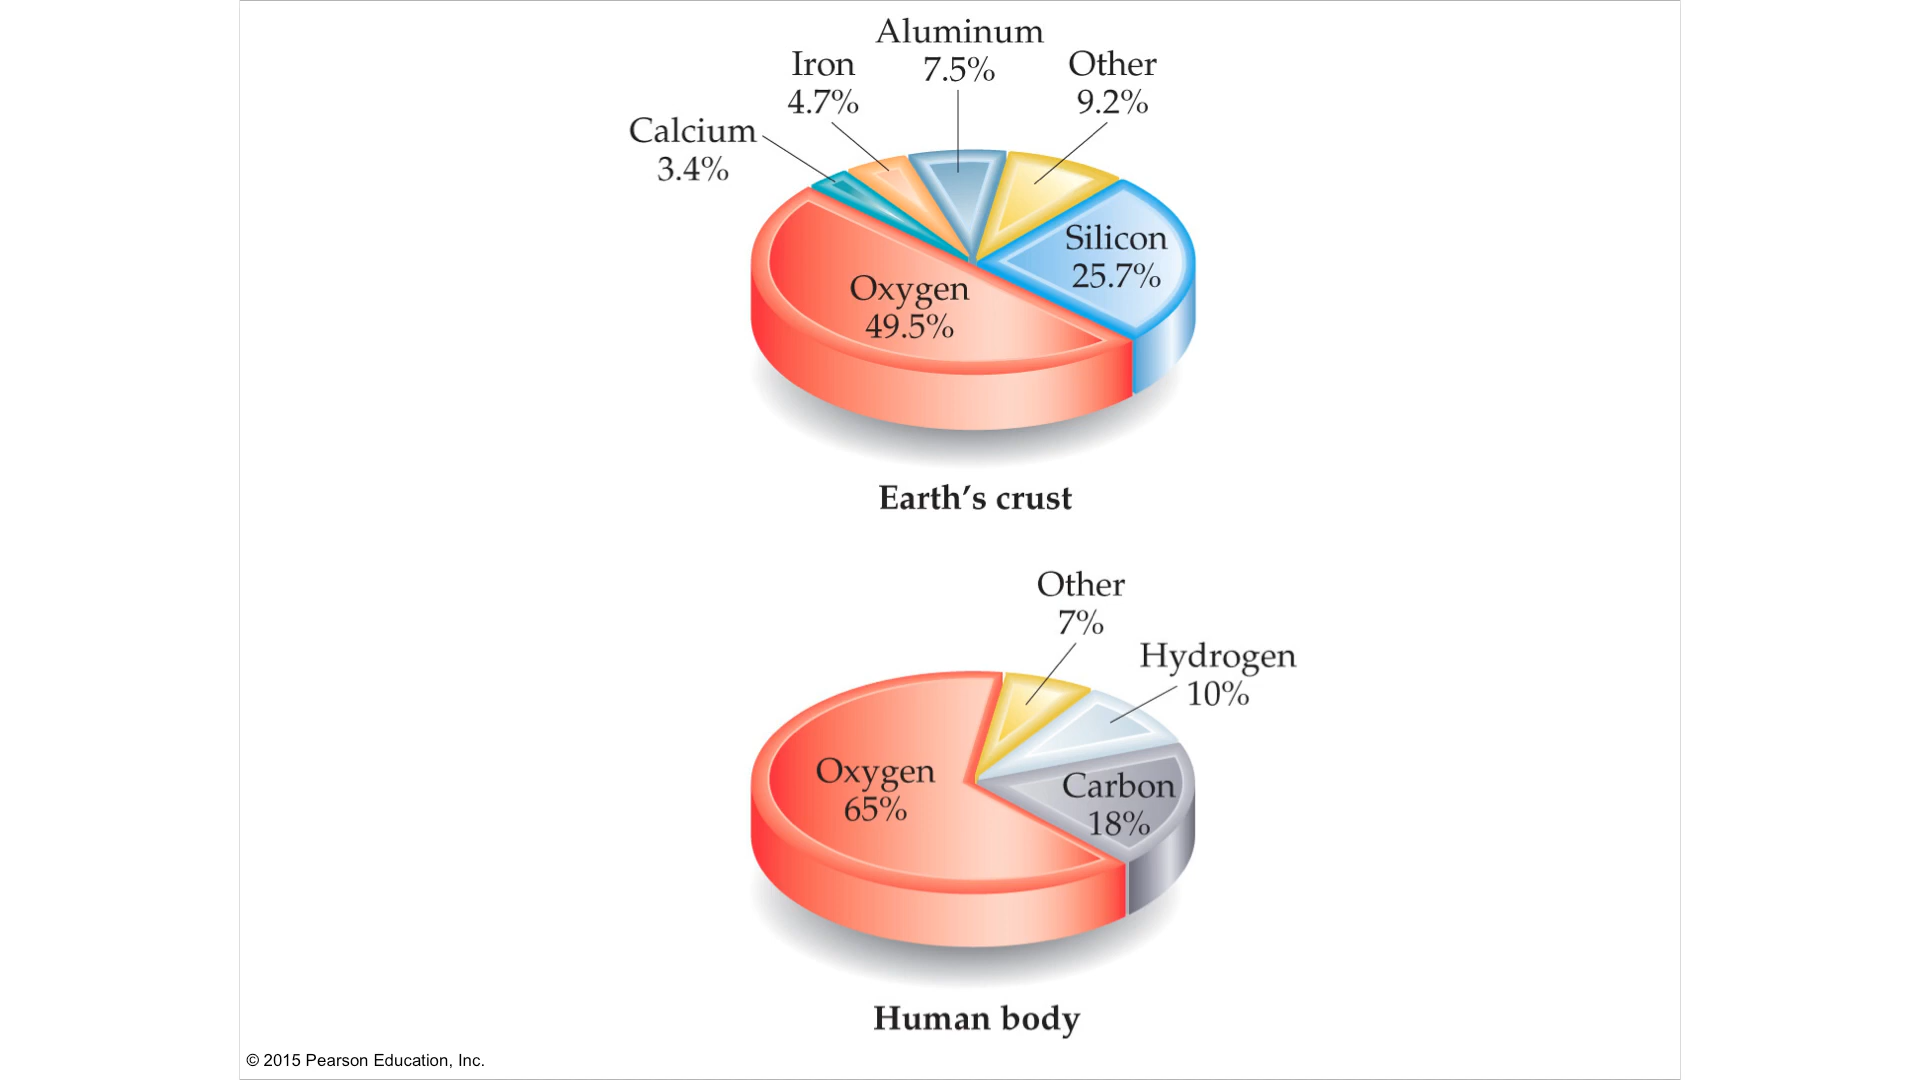 Aluminum
7.5%
Iron
4.7%
Other
9.2%
Calcium
3.4%
Silicon
25.7%
Oxygen
49.5%
Earth’s crust
Other
7%
Hydrogen
10%
Oxygen
65%
Carbon
18%
Human body
© 2015 Pearson Education, Inc.